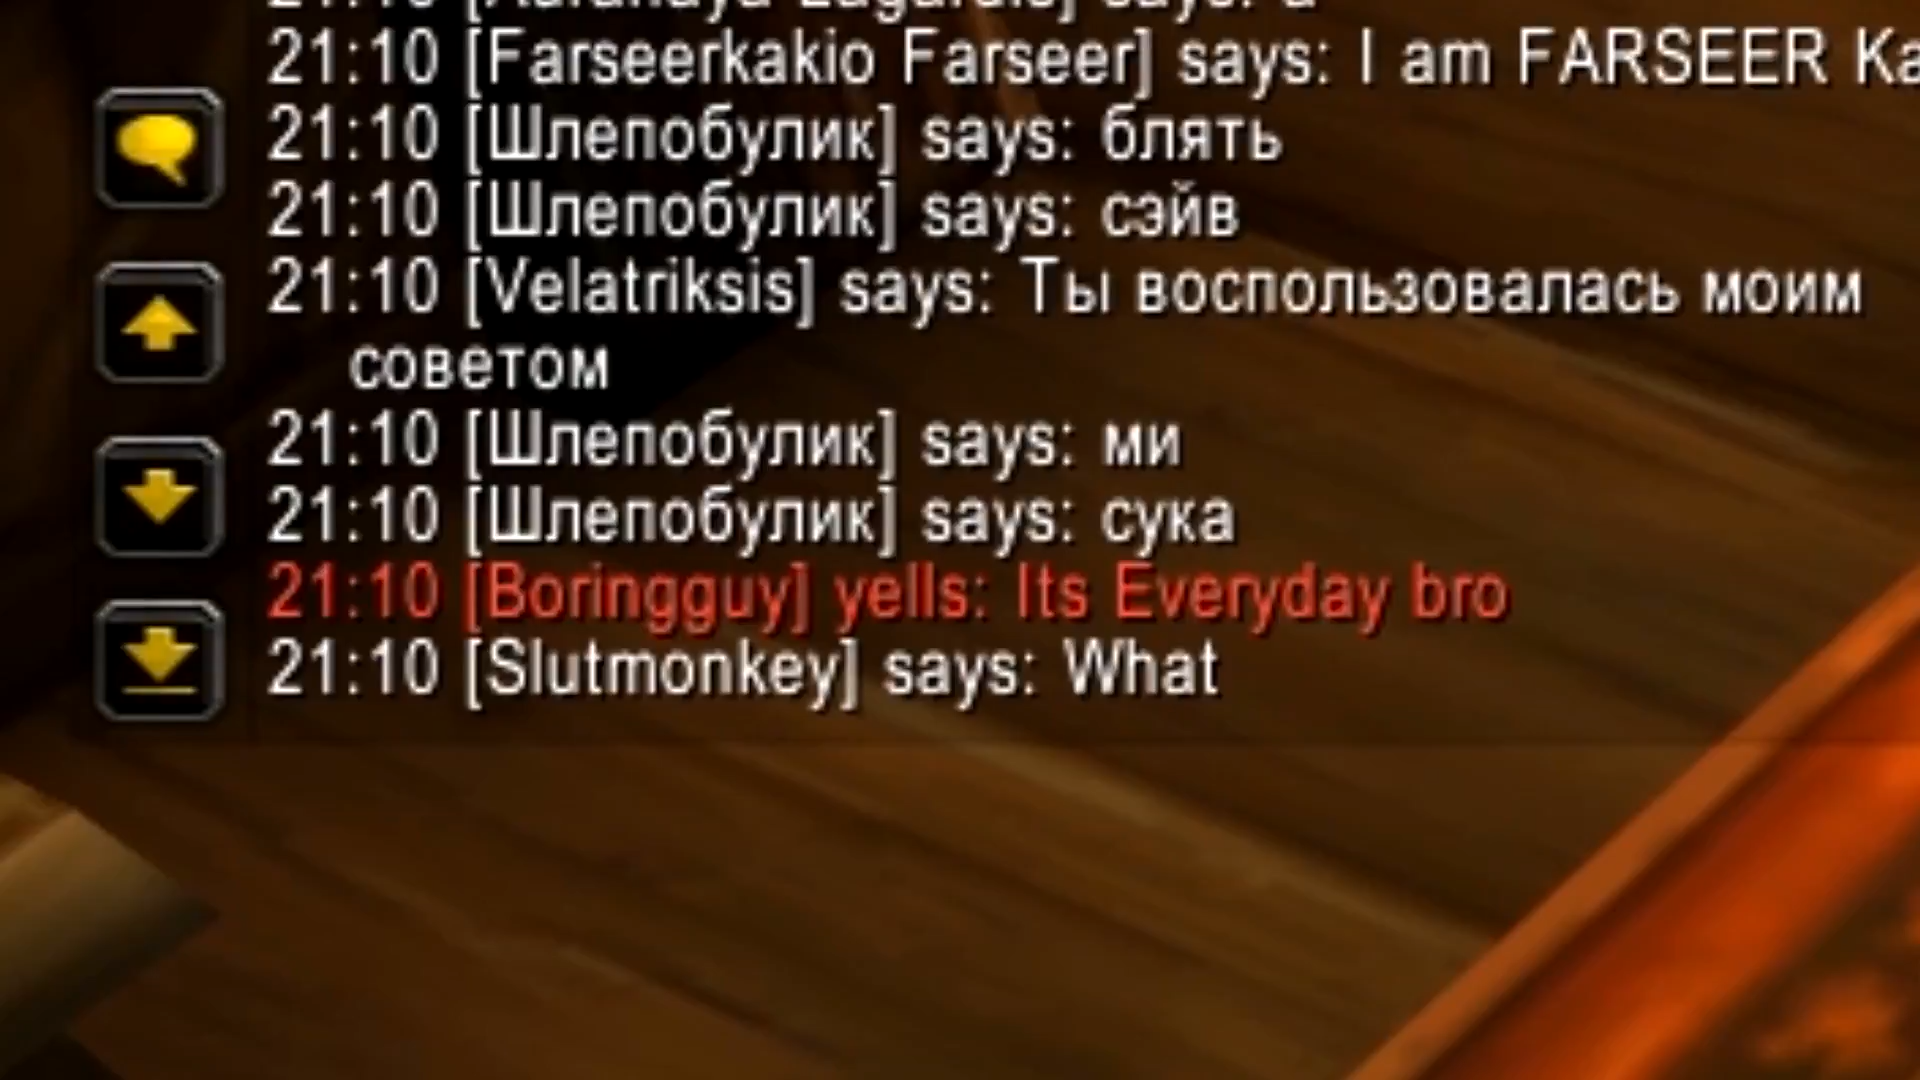 21:10 [Farseerkakio Farseer] says: I am FARSEER
21:10 [Шлепобулик] says: блять
21:10 [Шлепобулик] says: сэйв
21:10 [Velatriksis] says: Ты воспользовалась моим
советом
21:10 [Шлепобулик] says: ми
21:10 [Шлепобулик] says: сука
21:10 [Boringguy] yells: Its Everyday bro
21:10 [Slutmonkey] says: What